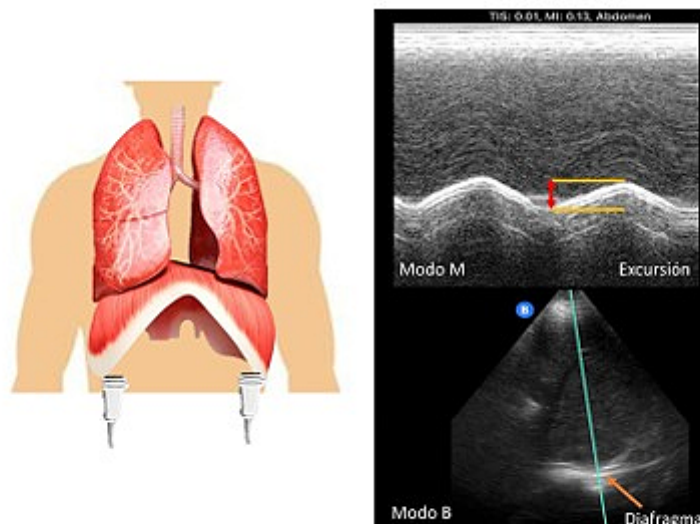 TIS: 0.01, MI: 0.13, Abdomen
Modo M
Excursión
B
Modo B
Diafragma